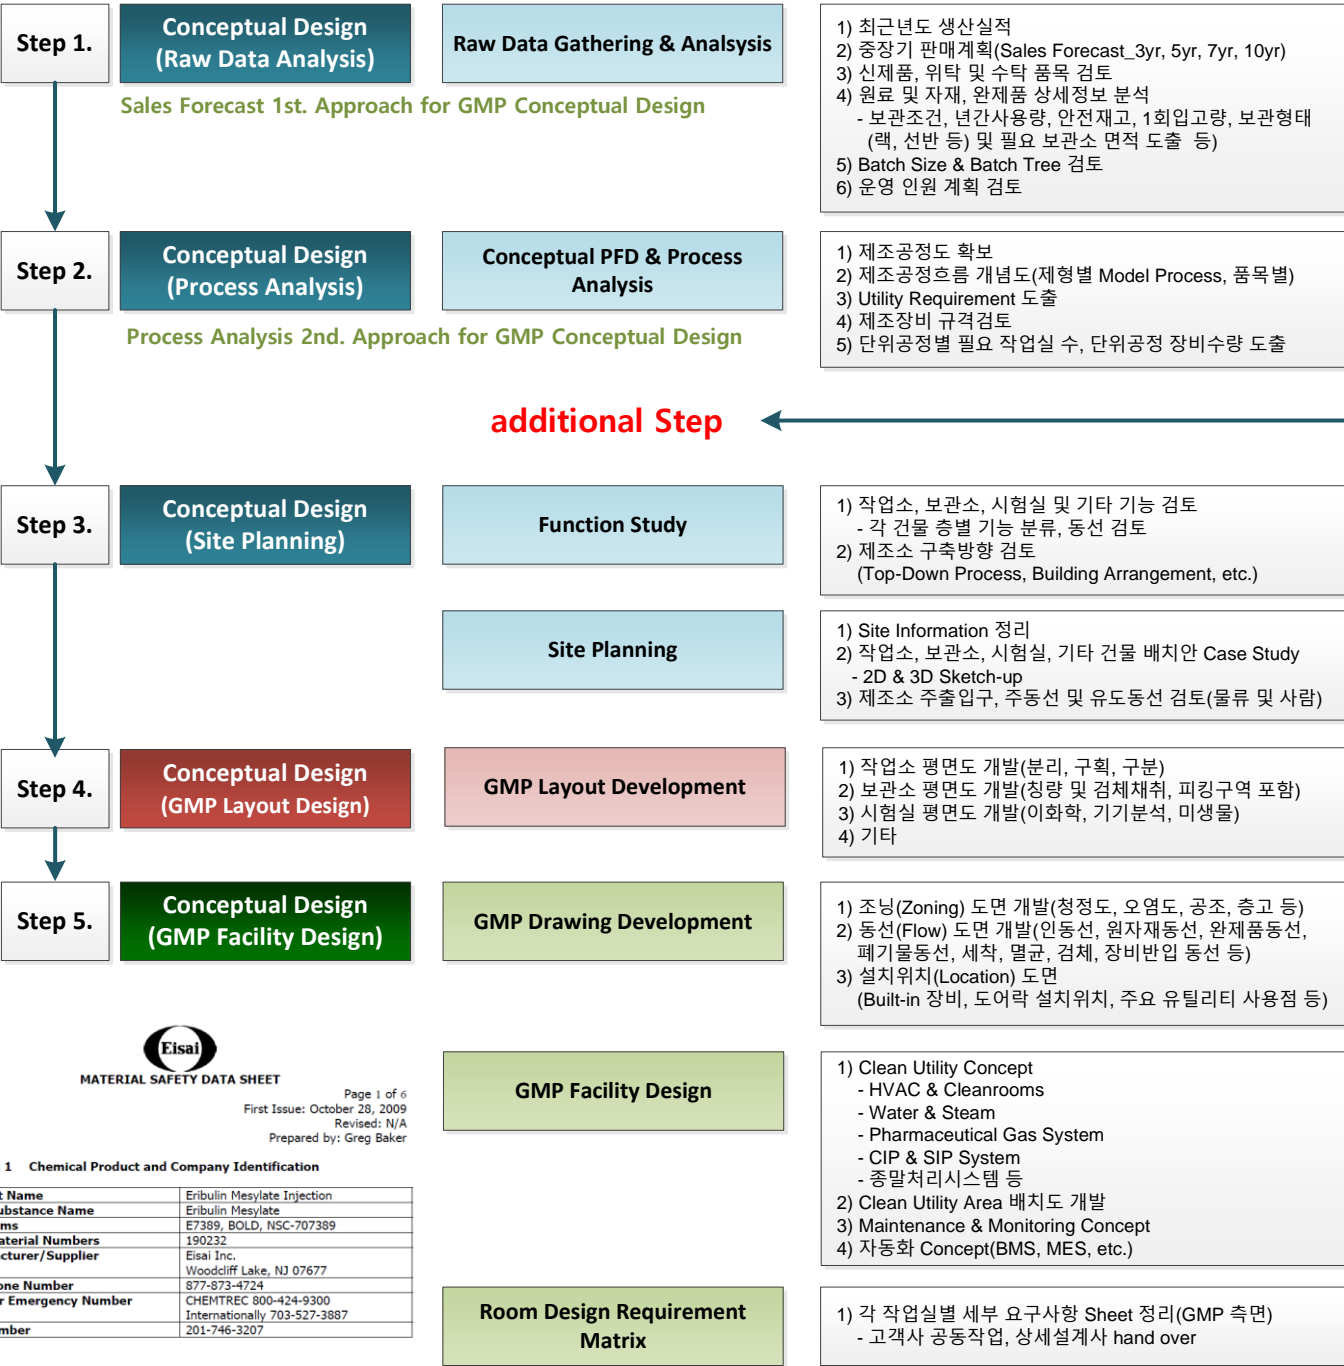 Step 1.
Conceptual Design
(Raw Data Analysis)
Raw Data Gathering & Analsysis
1) 최근년도 생산실적
2) 중장기 판매계획(Sales Forecast_3yr, 5yr, 7yr, 10yr)
3) 신제품, 위탁 및 수탁 품목 검토
4) 원료 및 자재, 완제품 상세정보 분석
- 보관조건, 년간사용량, 안전재고, 1회입고량, 보관형태
(랙, 선반 등) 및 필요 보관소 면적 도출 등)
5) Batch Size & Batch Tree 검토
6) 운영 인원 계획 검토
Sales Forecast 1st. Approach for GMP Conceptual Design
Step 2.
Conceptual Design
(Process Analysis)
Conceptual PFD & Process
Analysis
1) 제조공정도 확보
2) 제조공정흐름 개념도(제형별 Model Process, 품목별)
3) Utility Requirement 도출
4) 제조장비 규격검토
5) 단위공정별 필요 작업실 수, 단위공정 장비수량 도출
Process Analysis 2nd. Approach for GMP Conceptual Design
additional Step
Step 3.
Conceptual Design
(Site Planning)
Function Study
1) 작업소, 보관소, 시험실 및 기타 기능 검토
- 각 건물 층별 기능 분류, 동선 검토
2) 제조소 구축방향 검토
(Top-Down Process, Building Arrangement, etc.)
Site Planning
1) Site Information 정리
2) 작업소, 보관소, 시험실, 기타 건물 배치안 Case Study
- 2D & 3D Sketch-up
3) 제조소 주출입구, 주동선 및 유도동선 검토(물류 및 사람)
Step 4.
Conceptual Design
(GMP Layout Design)
GMP Layout Development
1) 작업소 평면도 개발(분리, 구획, 구분)
2) 보관소 평면도 개발(칭량 및 검체채취, 피킹구역 포함)
3) 시험실 평면도 개발(이화학, 기기분석, 미생물)
4) 기타
Step 5.
Conceptual Design
(GMP Facility Design)
GMP Drawing Development
1) 조닝(Zoning) 도면 개발(청정도, 오염도, 공조, 층고 등)
2) 동선(Flow) 도면 개발(인동선, 원자재동선, 완제품동선,
폐기물동선, 세착, 멸균, 검체, 장비반입 동선 등)
3) 설치위치(Location) 도면
(Built-in 장비, 도어락 설치위치, 주요 유틸리티 사용점 등)
GMP Facility Design
1) Clean Utility Concept
- HVAC & Cleanrooms
- Water & Steam
- Pharmaceutical Gas System
- CIP & SIP System
- 종말처리시스템 등
2) Clean Utility Area 배치도 개발
3) Maintenance & Monitoring Concept
4) 자동화 Concept(BMS, MES, etc.)
Room Design Requirement
Matrix
1) 각 작업실별 세부 요구사항 Sheet 정리(GMP 측면)
- 고객사 공동작업, 상세설계사 hand over
Eisai
MATERIAL SAFETY DATA SHEET
Page 1 of 6
First Issue: October 28, 2009
Revised: N/A
Prepared by: Greg Baker
1 Chemical Product and Company Identification
t Name Eribulin Mesylate Injection
ubstance Name Eribulin Mesylate
ms E7389, BOLD, NSC-707389
aterial Numbers 190232
cturer/Supplier Eisai Inc.
Woodcliff Lake, NJ 07677
one Number 877-873-4724
r Emergency Number CHEMTREC 800-424-9300
Internationally 703-527-3887
mber 201-746-3207